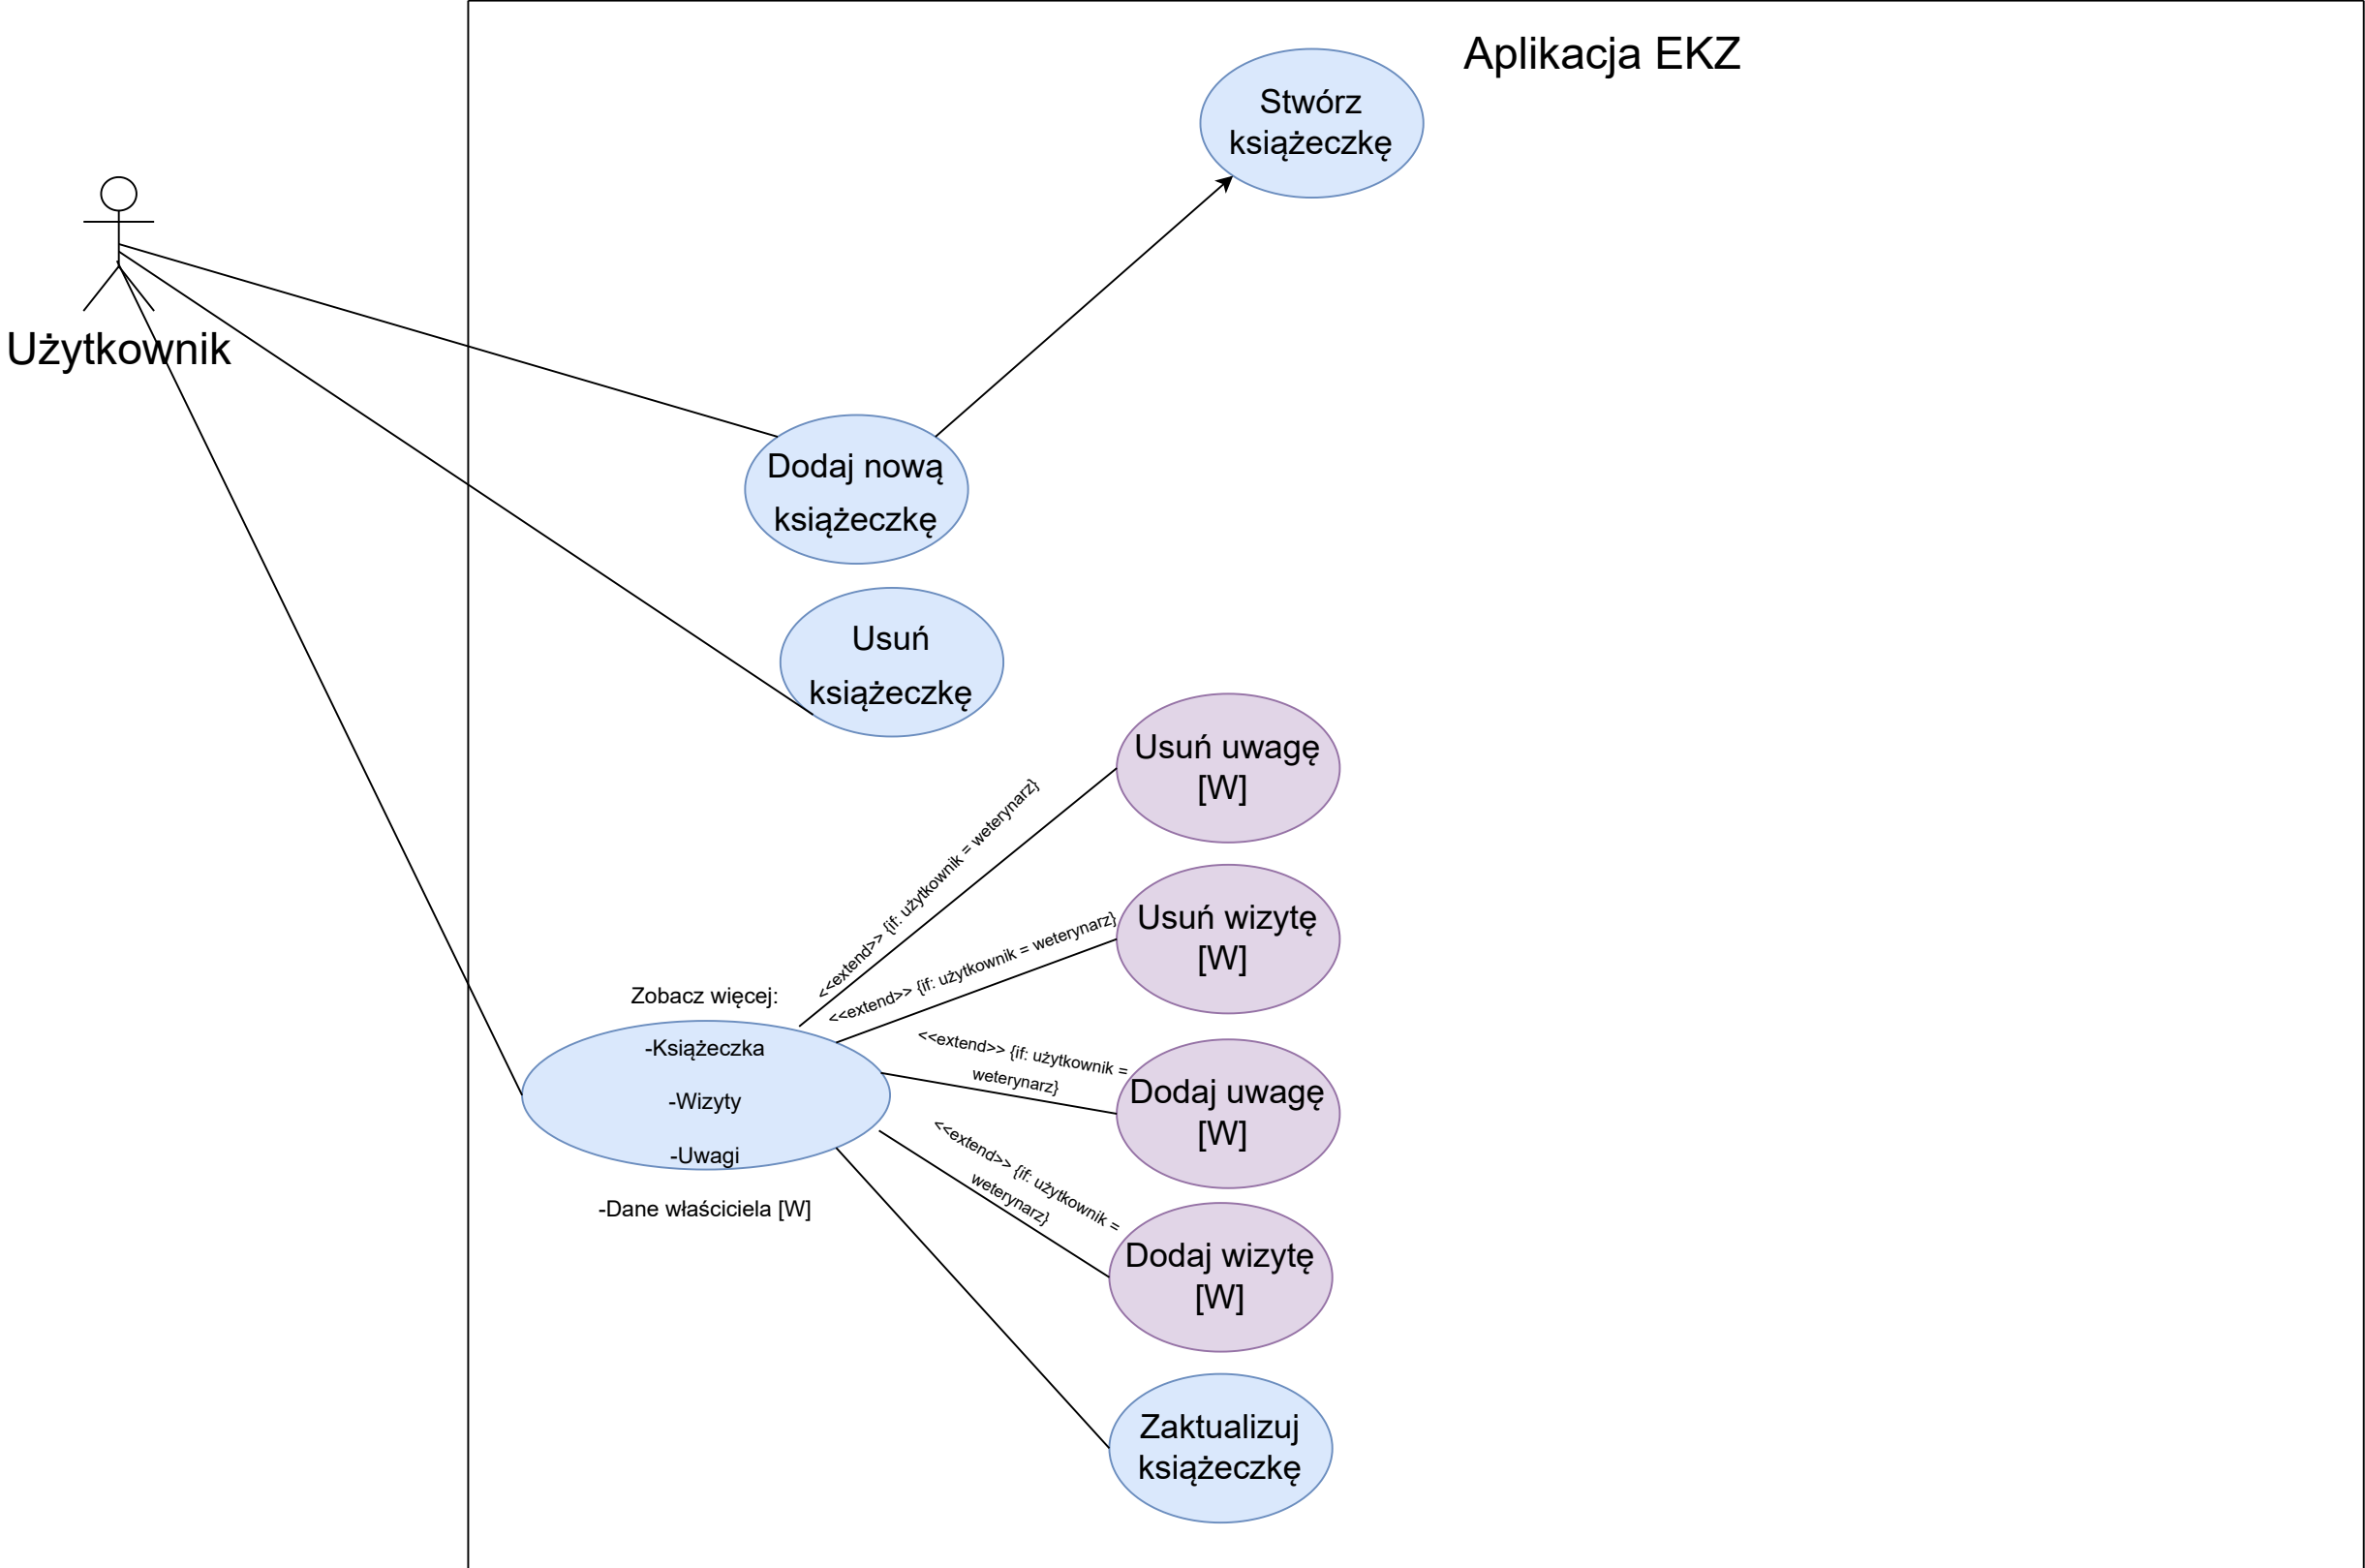 Aplikacja EKZ
Stwórz
książeczkę
Użytkownik
Dodaj nową
książeczkę
Usuń
książeczkę
Usuń uwagę
[W]
<<extend>> {if: użytkownik = weterynarz}
Usuń wizytę
[W]
<<extend>> {if: użytkownik = weterynarz}
Zobacz więcej:
-Książeczka
-Wizyty
-Uwagi
-Dane właściciela [W]
<<extend>> {if: użytkownik =
weterynarz}
Dodaj uwagę
[W]
<<extend>> {if: użytkownik =
weterynarz}
Dodaj wizytę
[W]
Zaktualizuj
książeczkę